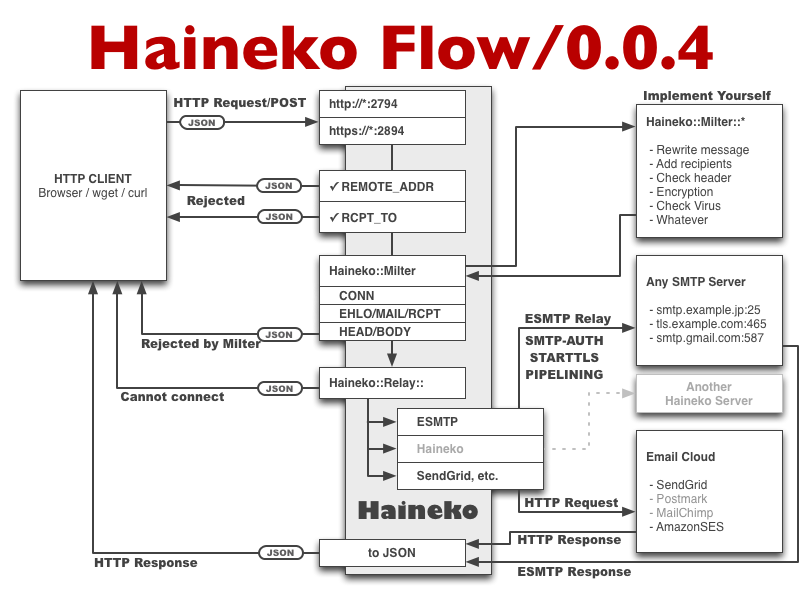 Haineko Flow/0.0.4
HTTP Request/POST
JSON
http://*:2794
https://*:2894
HTTP CLIENT
Browser / wget / curl
JSON
✓ REMOTE_ADDR
Rejected
JSON
✓ RCPT_TO
Haineko::Milter
CONN
EHLO/MAIL/RCPT
HEAD/BODY
JSON
Rejected by Milter
Haineko::Relay::
JSON
Cannot connect
ESMTP
Haineko
SendGrid, etc.
Haineko
to JSON
JSON
HTTP Response
Implement Yourself
Haineko::Milter::*
- Rewrite message
- Add recipients
- Check header
- Encryption
- Check Virus
- Whatever
Any SMTP Server
- smtp.example.jp:25
- tls.example.com:465
- smtp.gmail.com:587
ESMTP Relay
SMTP-AUTH
STARTTLS
PIPELINING
Another
Haineko Server
Email Cloud
- SendGrid
- Postmark
- MailChimp
- AmazonSES
HTTP Request
HTTP Response
ESMTP Response